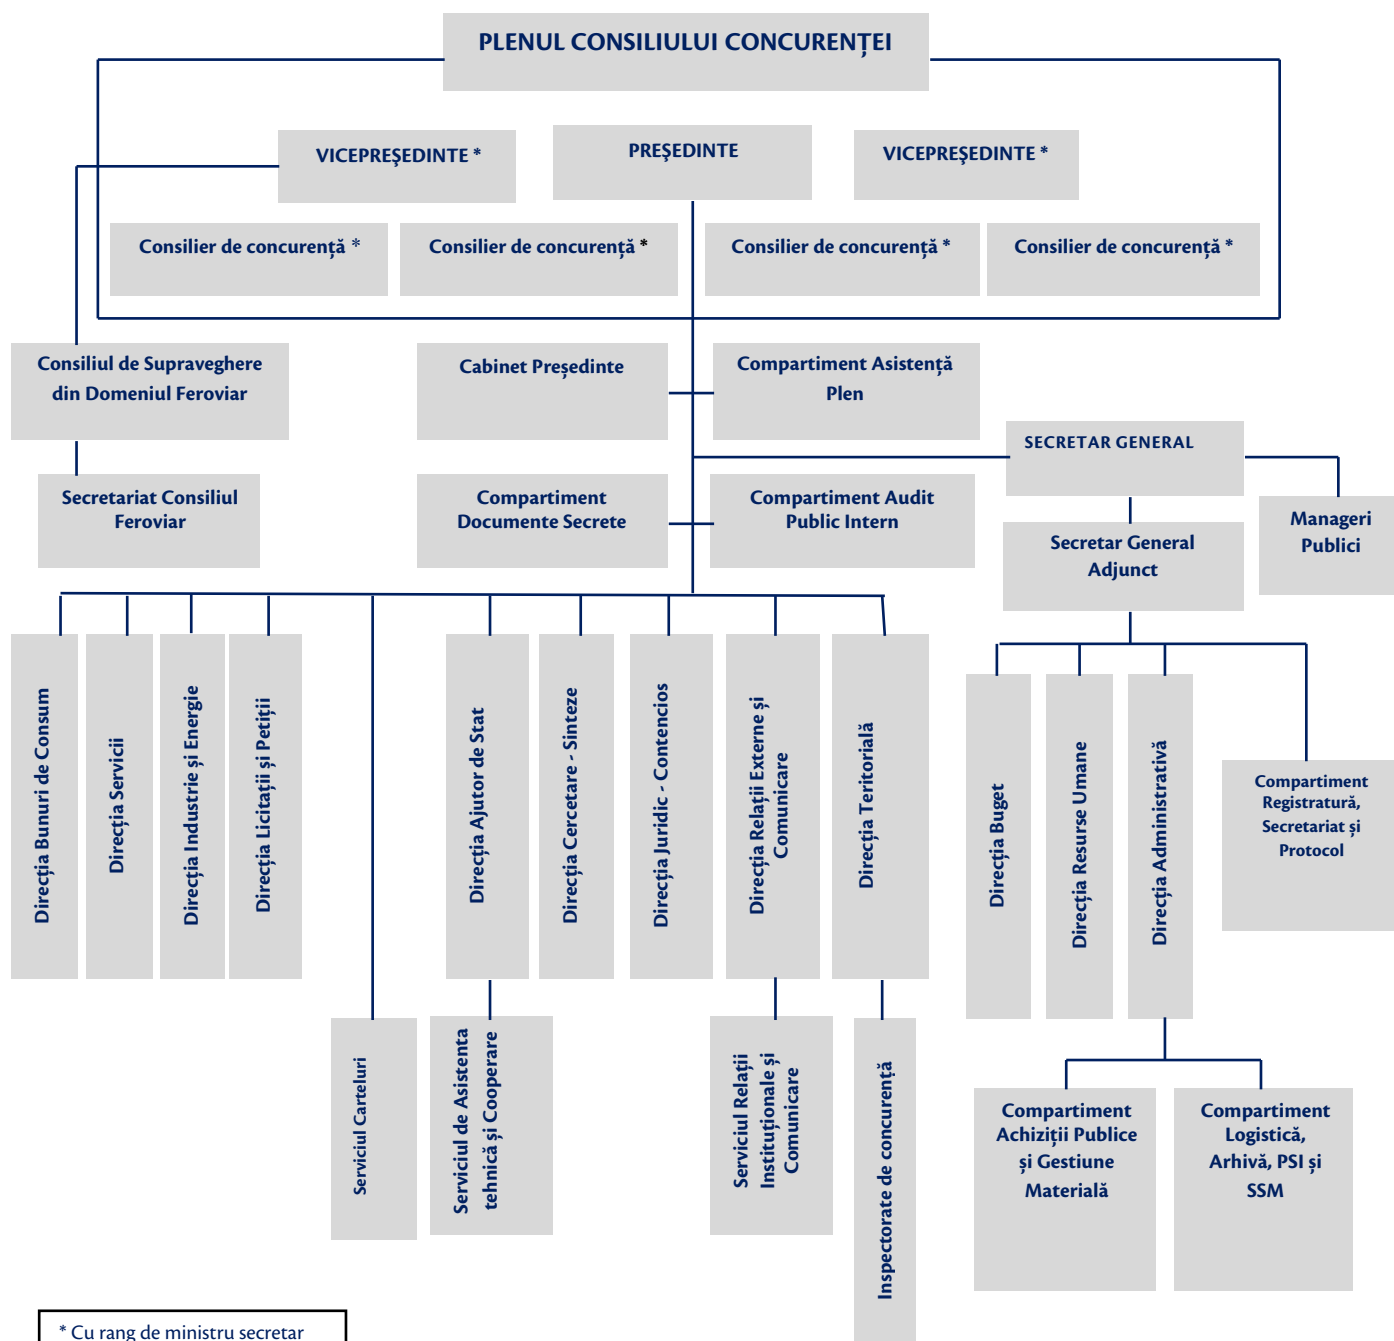 PLENUL CONSILIULUI CONCURENȚEI
VICEPREŞEDINTE *
PREŞEDINTE
VICEPREŞEDINTE *
Consilier de concurență *
Consilier de concurență *
Consilier de concurență *
Consilier de concurență *
Consiliul de Supraveghere
din Domeniul Feroviar
Cabinet Președinte
Compartiment Asistență
Plen
SECRETAR GENERAL
Secretariat Consiliul
Feroviar
Compartiment
Documente Secrete
Compartiment Audit
Public Intern
Manageri
Publici
Secretar General
Adjunct
Direcția Bunuri de Consum
Direcția Servicii
Direcția Industrie și Energie
Direcția Licitații și Petiții
Direcția Ajutor de Stat
Direcția Cercetare - Sinteze
Direcția Juridic - Contencios
Direcția Relații Externe și
Comunicare
Direcția Teritorială
Direcția Buget
Direcția Resurse Umane
Direcția Administrativă
Compartiment
Registratură,
Secretariat și
Protocol
Serviciul Carteluri
Serviciul de Asistenta
tehnică și Cooperare
Serviciul Relații
Instituționale și
Comunicare
Inspectorate de concurență
Compartiment
Achiziții Publice
și Gestiune
Materială
Compartiment
Logistică,
Arhivă, PSI și
SSM
* Cu rang de ministru secretar